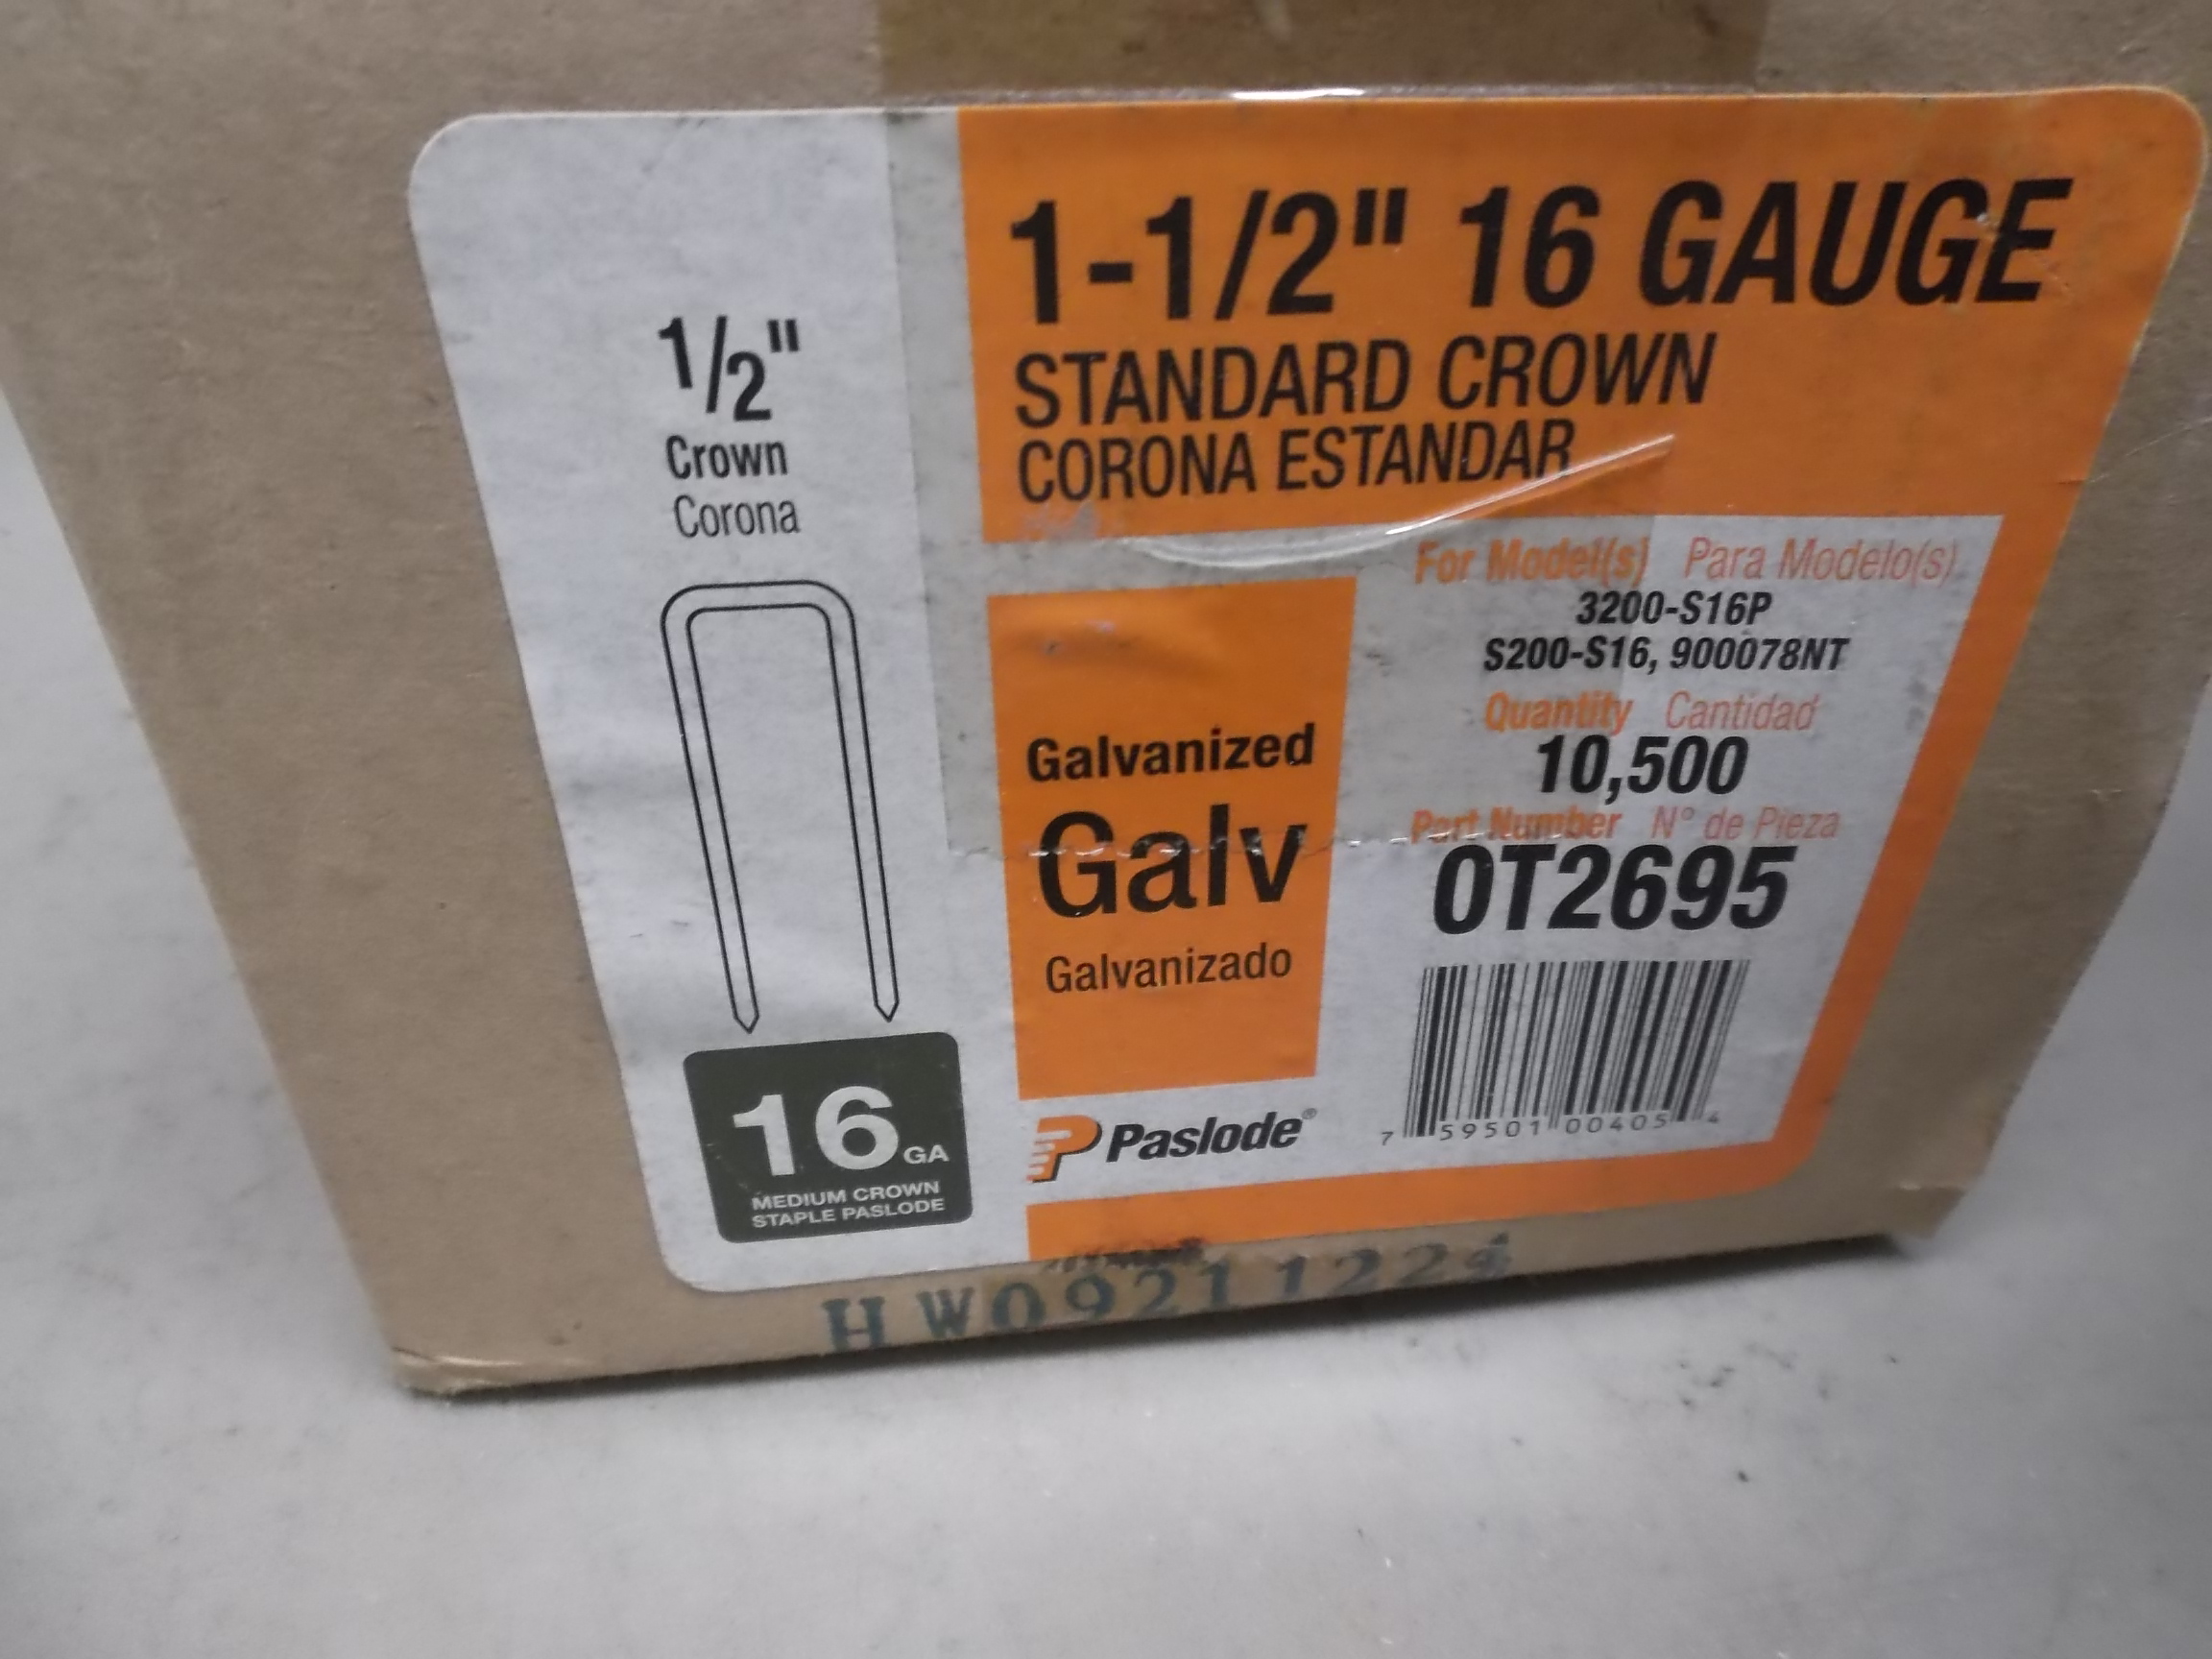 1/2"
Crown
Corona
16 GA
MEDIUM CROWN
STAPLE PASLODE
1-1/2" 16 GAUGE
STANDARD CROWN
CORONA ESTANDAR
Galvanized
Galv
Galvanizado
Paslode®
For Model(s) Para Modelo(s)
3200-S16P
S200-S16, 900078NT
Quantity Cantidad
10,500
Part Number N° de Pieza
0T2695
7 59501 00405 4
HW09211224